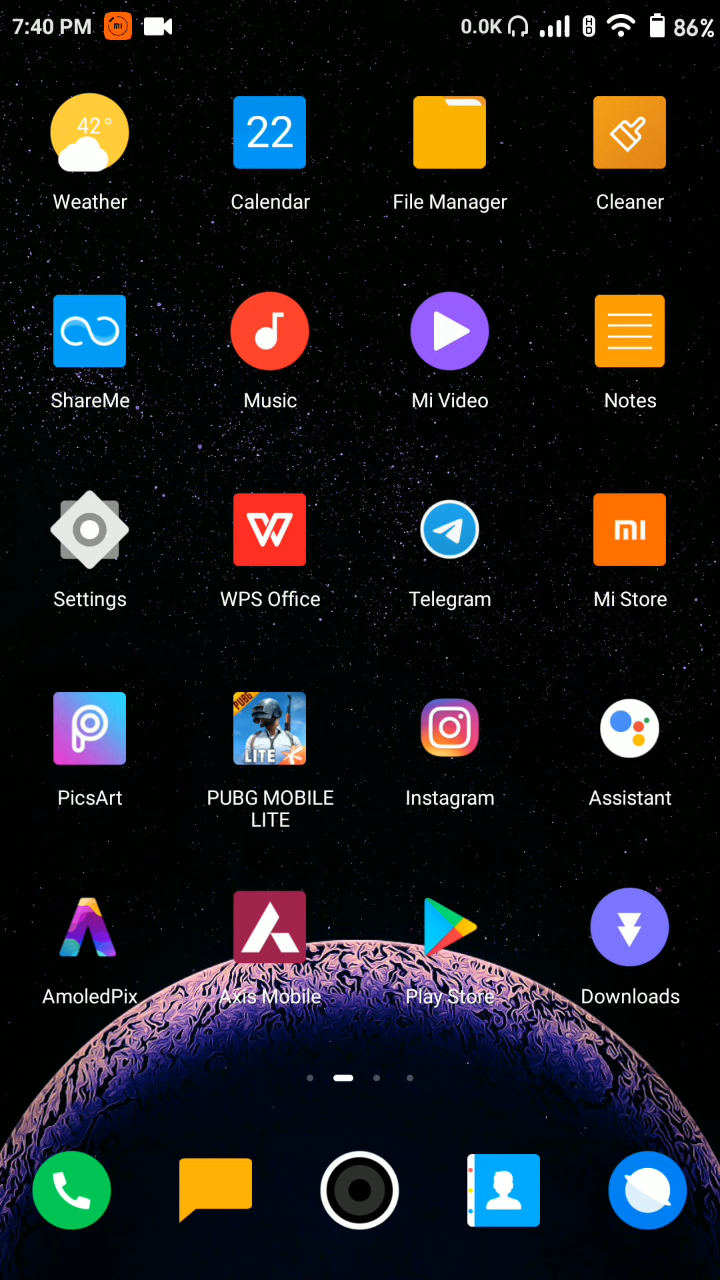 7:40 PM
0.0K
86%
42°
22
Weather
Calendar
File Manager
Cleaner
ShareMe
Music
Mi Video
Notes
Settings
WPS Office
Telegram
Mi Store
PUBG
LITE
PicsArt
PUBG MOBILE
LITE
Instagram
Assistant
AmoledPix
Axis Mobile
Play Store
Downloads